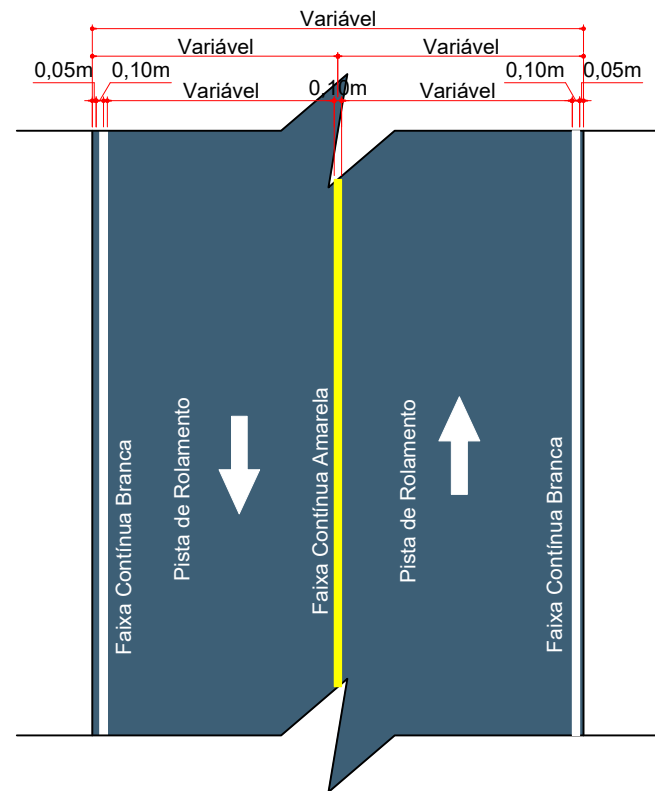 Variável
Variável
Variável
0,05m
0,10m
Variável
0,10m
Variável
0,10m
0,05m
Faixa Contínua Branca
Pista de Rolamento
Faixa Contínua Amarela
Pista de Rolamento
Faixa Contínua Branca